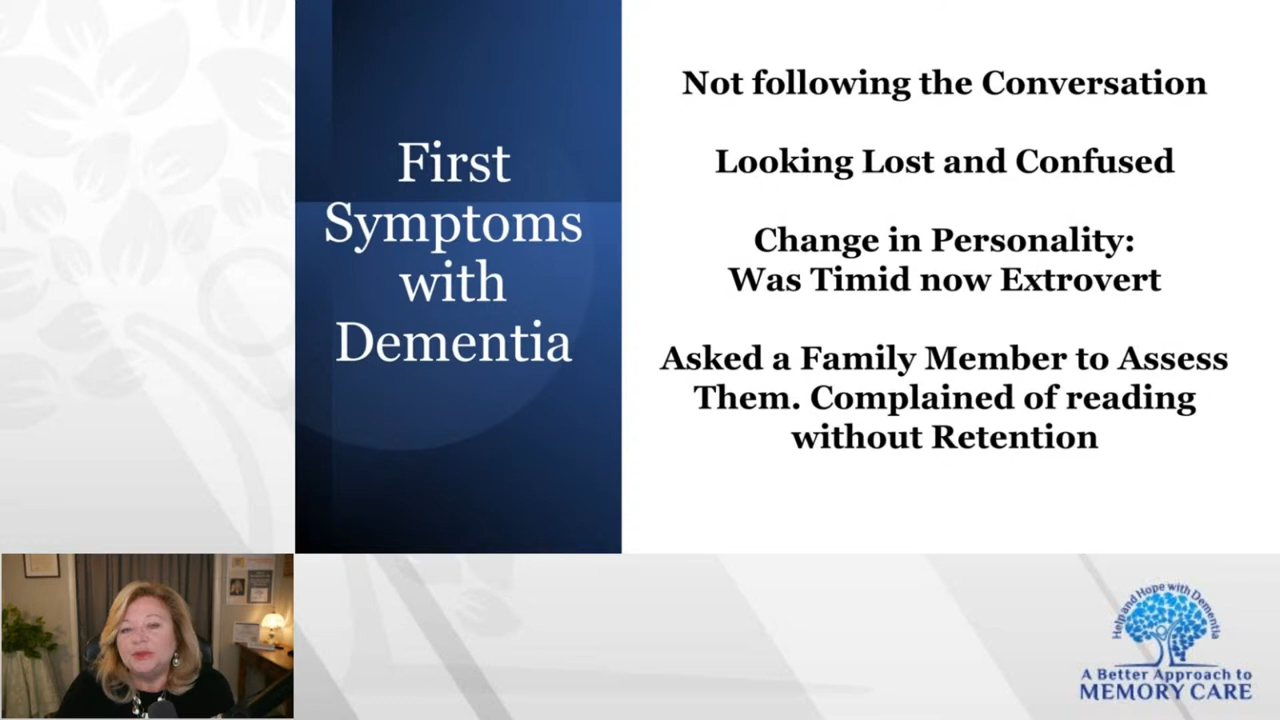 First
Symptoms
with
Dementia
Not following the Conversation
Looking Lost and Confused
Change in Personality:
Was Timid now Extrovert
Asked a Family Member to Assess
Them. Complained of reading
without Retention
Help and Hope with Dementia
A Better Approach to
MEMORY CARE